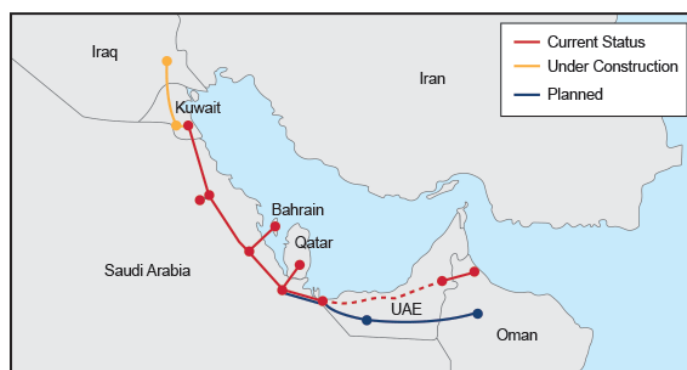 Iraq
Iran
Current Status
Under Construction
Planned
Kuwait
Bahrain
Qatar
Saudi Arabia
UAE
Oman